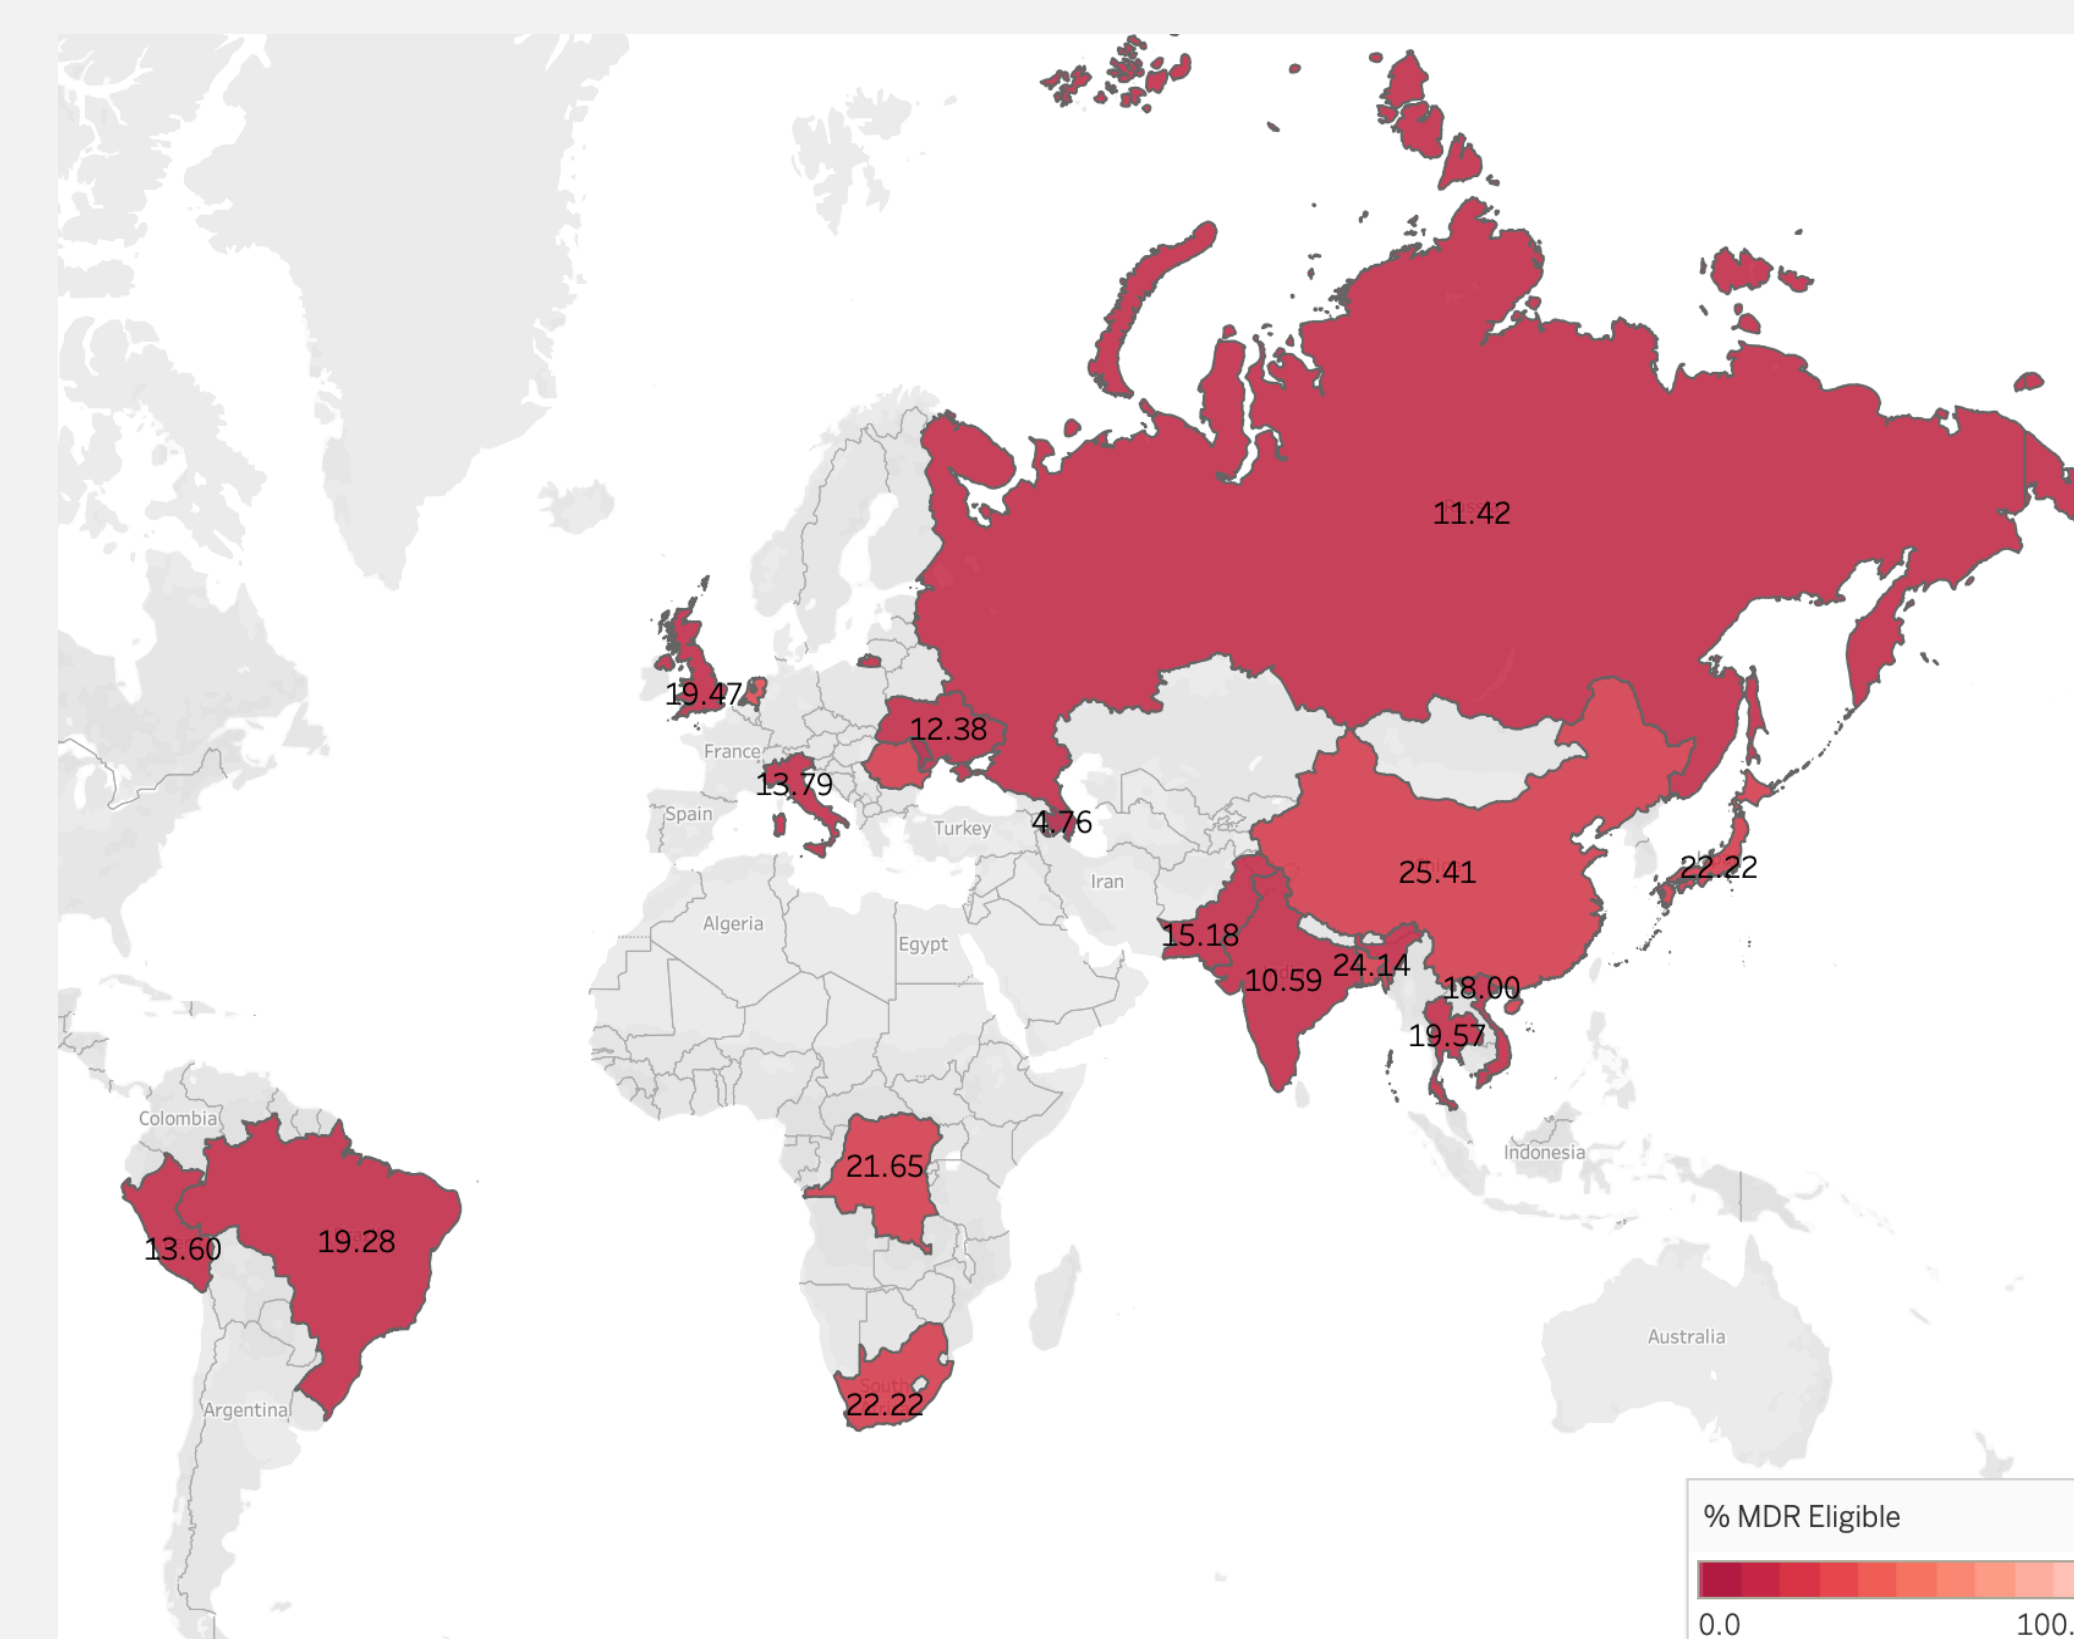 11.42
19.47
France
12.38
13.79
Spain
Turkey
4.76
Iran
25.41
22.22
Algeria
Egypt
15.18
10.59
24.14
18.00
19.57
Colombia
Indonesia
21.65
13.60
19.28
Australia
South
22.22
Argentina
% MDR Eligible
0.0
100.